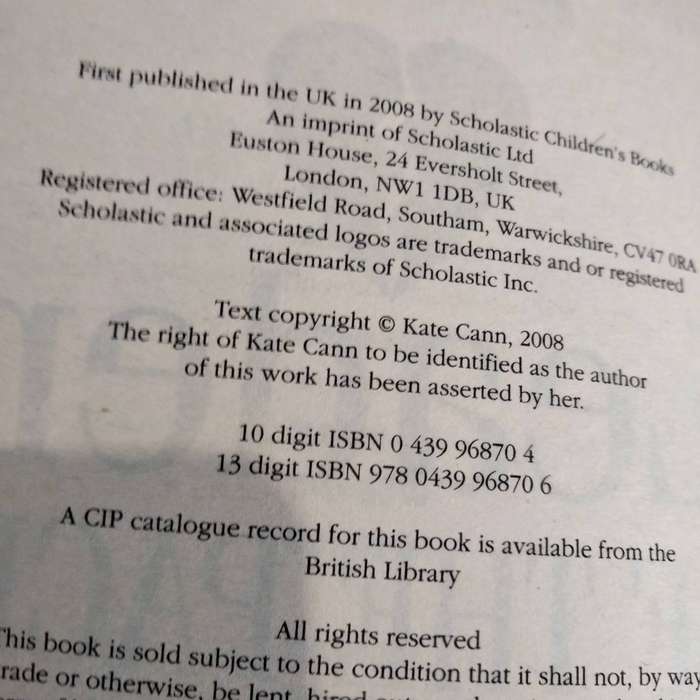 First published in the UK in 2008 by Scholastic Children's Books
An imprint of Scholastic Ltd
Euston House, 24 Eversholt Street,
London, NW1 1DB, UK
Registered office: Westfield Road, Southam, Warwickshire, CV47 0RA
Scholastic and associated logos are trademarks and or registered
trademarks of Scholastic Inc.
Text copyright © Kate Cann, 2008
The right of Kate Cann to be identified as the author
of this work has been asserted by her.
10 digit ISBN 0 439 96870 4
13 digit ISBN 978 0439 96870 6
A CIP catalogue record for this book is available from the
British Library
All rights reserved
This book is sold subject to the condition that it shall not, by way
rade or otherwise, be lent, hired